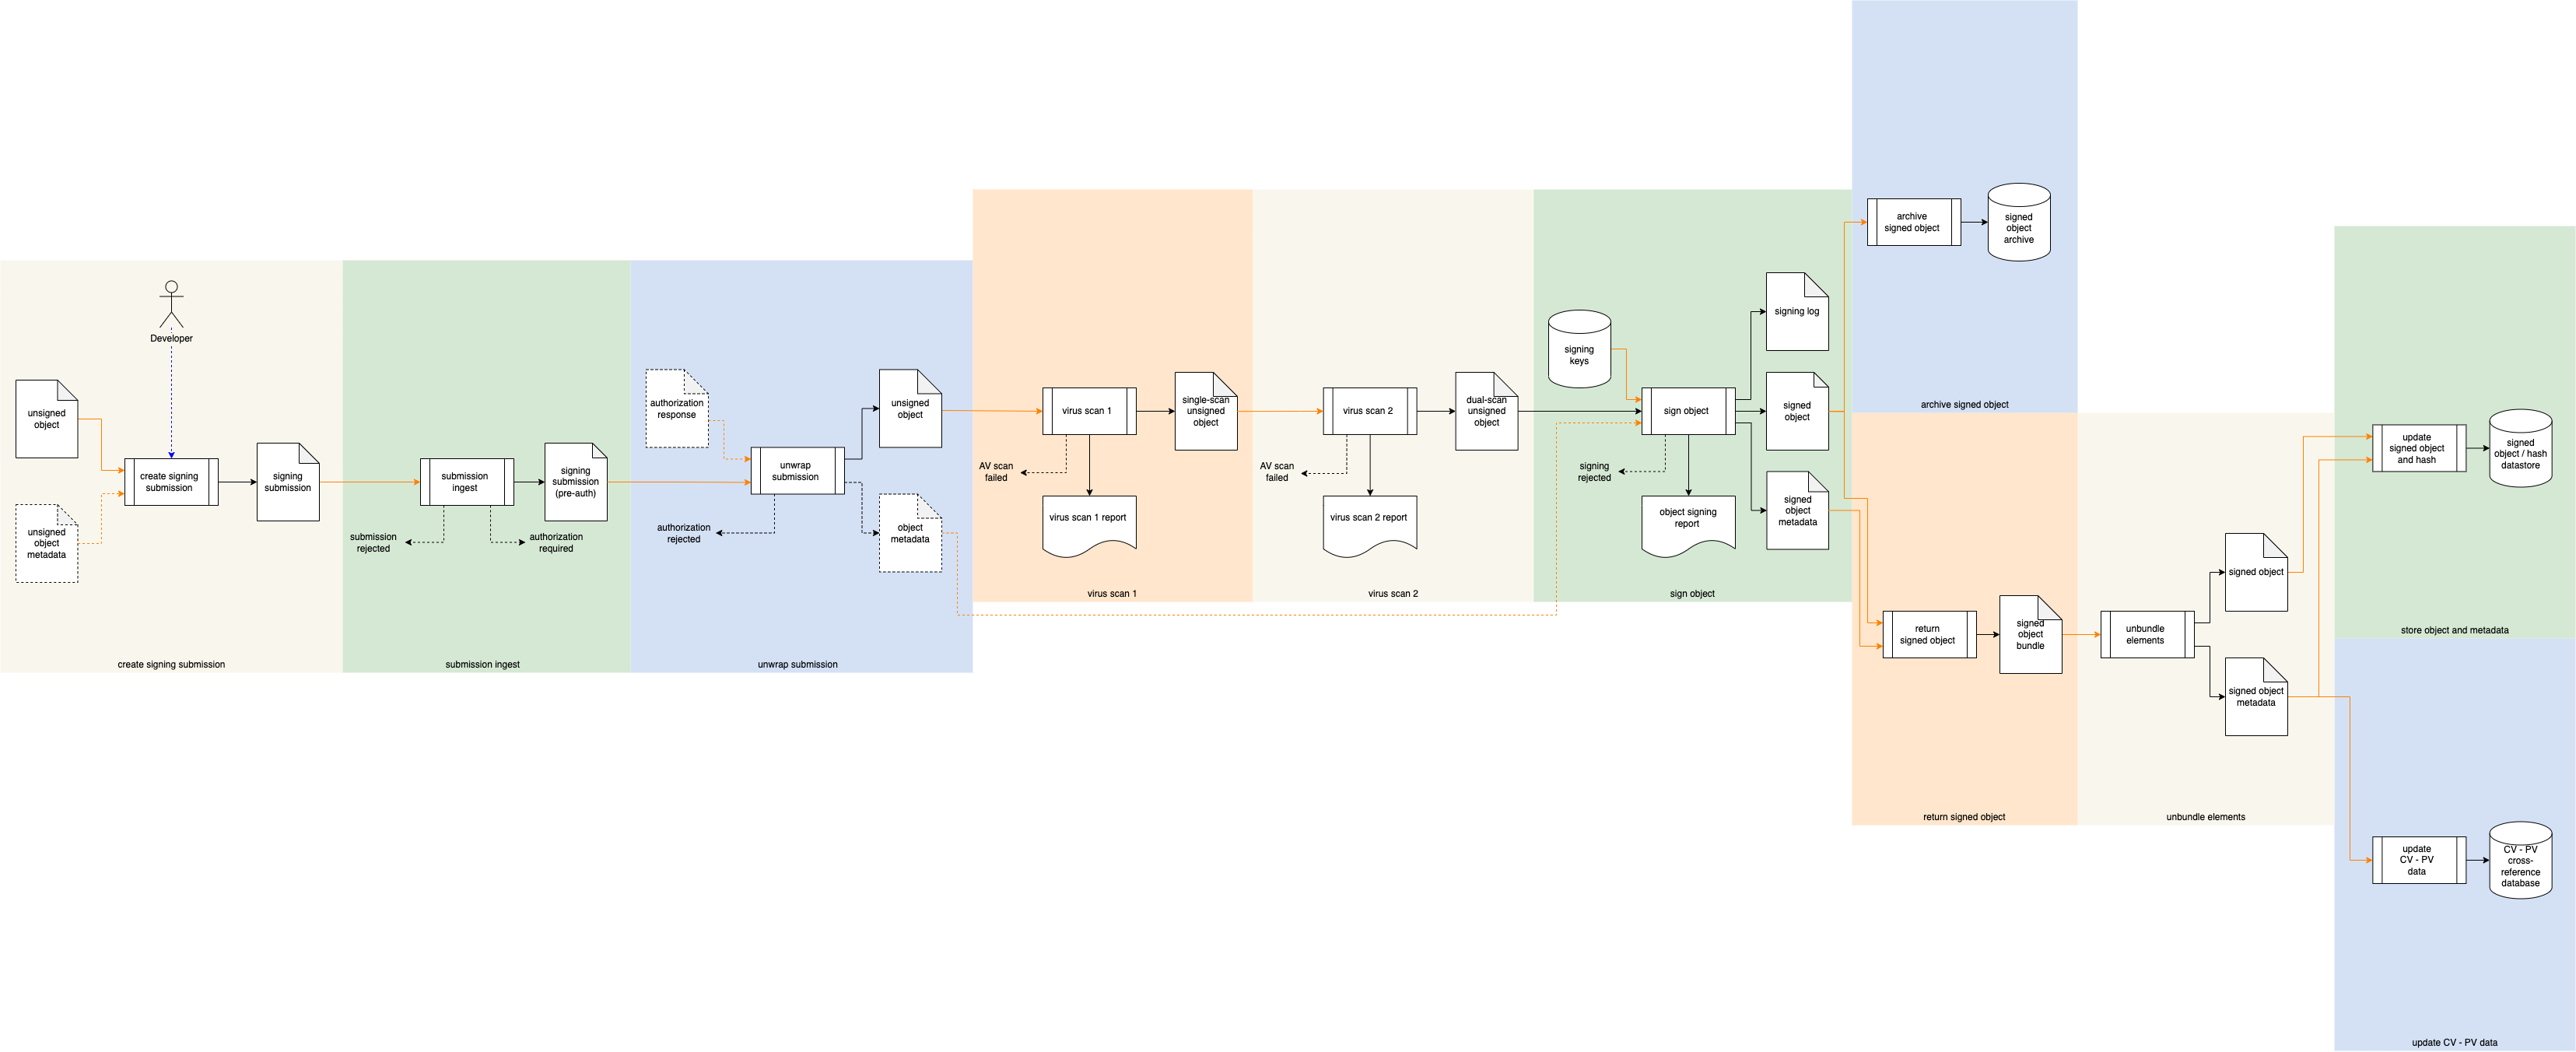 Developer
unsigned
object
unsigned
object
metadata
create signing
submission
signing
submission
create signing submission
submission
ingest
signing
submission
(pre-auth)
submission
rejected
authorization
required
submission ingest
authorization
response
unwrap
submission
unsigned
object
authorization
rejected
object
metadata
unwrap submission
virus scan 1
single-scan
unsigned
object
AV scan
failed
virus scan 1 report
virus scan 1
virus scan 2
dual-scan
unsigned
object
AV scan
failed
virus scan 2 report
virus scan 2
signing
keys
sign object
signing log
signed
object
signed
object
metadata
signing
rejected
object signing
report
sign object
archive
signed object
signed
object
archive
archive signed object
return
signed object
signed
object
bundle
return signed object
unbundle
elements
signed object
signed object
metadata
unbundle elements
update
signed object
and hash
signed
object / hash
datastore
store object and metadata
update
CV - PV
data
CV - PV
cross-
reference
database
update CV - PV data